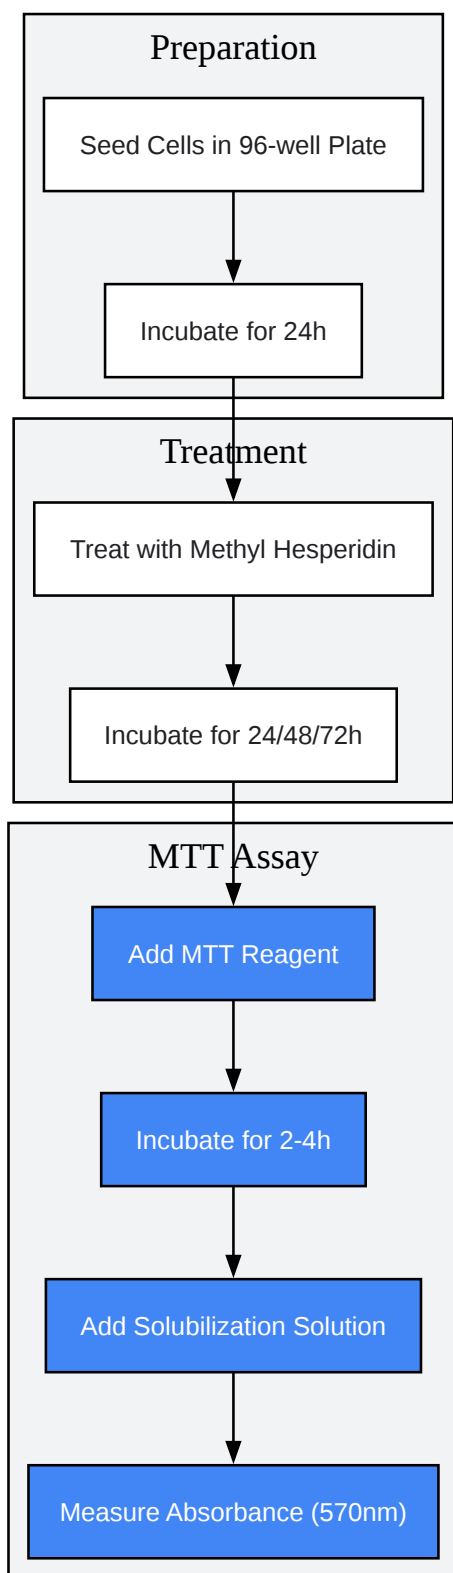 Preparation
Seed Cells in 96-well Plate
Incubate for 24h
Treatment
Treat with Methyl Hesperidin
Incubate for 24/48/72h
MTT Assay
Add MTT Reagent
Incubate for 2-4h
Add Solubilization Solution
Measure Absorbance (570nm)